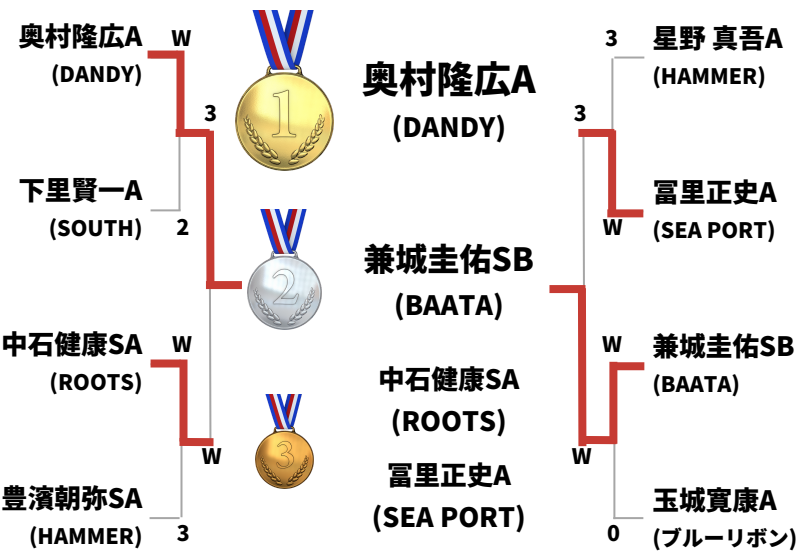 奥村隆広A
W
(DANDY)
3
下里賢一A
(SOUTH)
2
中石健康SA
W
(ROOTS)
W
豊濱朝弥SA
(HAMMER)
3
1
奥村隆広A
(DANDY)
2
兼城圭佑SB
(BAATA)
3
中石健康SA
(ROOTS)
冨里正史A
(SEA PORT)
3
星野 真吾A
(HAMMER)
3
冨里正史A
W
(SEA PORT)
W
兼城圭佑SB
(BAATA)
W
玉城寛康A
0
(ブルーリボン)